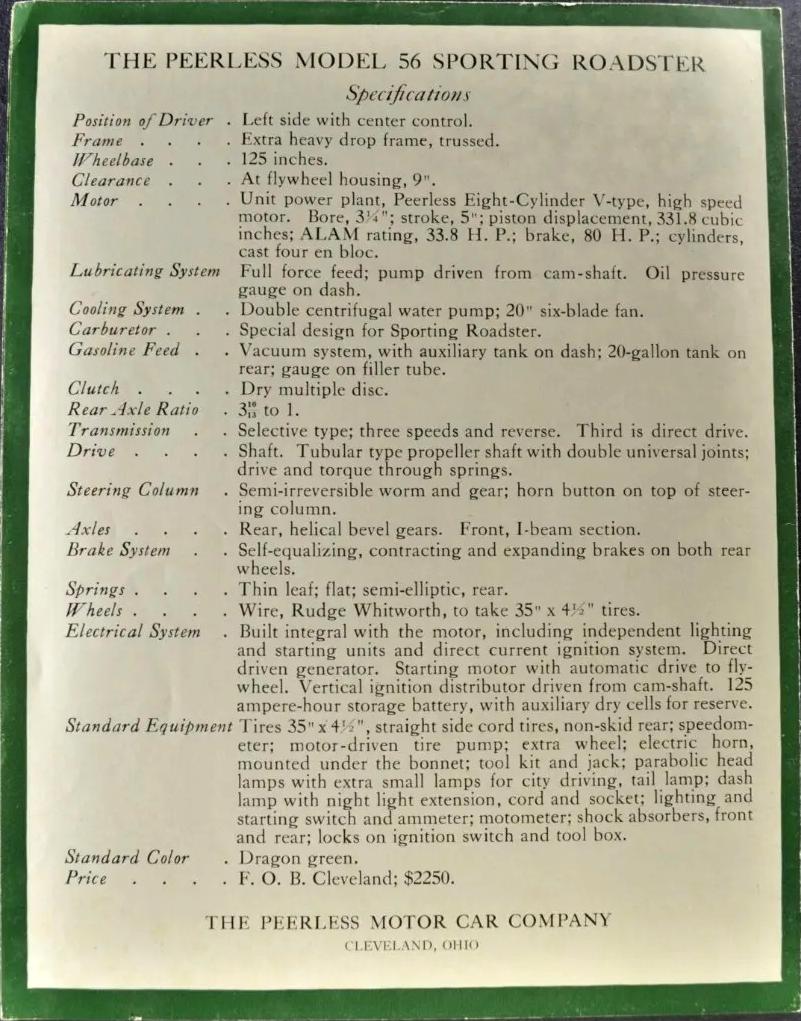 THE PEERLESS MODEL 56 SPORTING ROADSTER
Specifications
Position of Driver . Left side with center control.
Frame . . . . Extra heavy drop frame, trussed.
Wheelbase . . . 125 inches.
Clearance . . . At flywheel housing, 9".
Motor . . . . Unit power plant, Peerless Eight-Cylinder V-type, high speed
motor. Bore, 3¼"; stroke, 5"; piston displacement, 331.8 cubic
inches; ALAM rating, 33.8 H. P.; brake, 80 H. P.; cylinders,
cast four en bloc.
Lubricating System Full force feed; pump driven from cam-shaft. Oil pressure
gauge on dash.
Cooling System . . Double centrifugal water pump; 20" six-blade fan.
Carburetor . . . Special design for Sporting Roadster.
Gasoline Feed . . Vacuum system, with auxiliary tank on dash; 20-gallon tank on
rear; gauge on filler tube.
Clutch . . . . Dry multiple disc.
Rear Axle Ratio . 3 10/13 to 1.
Transmission . . Selective type; three speeds and reverse. Third is direct drive.
Drive . . . . Shaft. Tubular type propeller shaft with double universal joints;
drive and torque through springs.
Steering Column . Semi-irreversible worm and gear; horn button on top of steer-
ing column.
Axles . . . . Rear, helical bevel gears. Front, I-beam section.
Brake System . . Self-equalizing, contracting and expanding brakes on both rear
wheels.
Springs . . . . Thin leaf; flat; semi-elliptic, rear.
Wheels . . . . Wire, Rudge Whitworth, to take 35" x 4½" tires.
Electrical System . Built integral with the motor, including independent lighting
and starting units and direct current ignition system. Direct
driven generator. Starting motor with automatic drive to fly-
wheel. Vertical ignition distributor driven from cam-shaft. 125
ampere-hour storage battery, with auxiliary dry cells for reserve.
Standard Equipment Tires 35" x 4½", straight side cord tires, non-skid rear; speedom-
eter; motor-driven tire pump; extra wheel; electric horn,
mounted under the bonnet; tool kit and jack; parabolic head
lamps with extra small lamps for city driving, tail lamp; dash
lamp with night light extension, cord and socket; lighting and
starting switch and ammeter; motometer; shock absorbers, front
and rear; locks on ignition switch and tool box.
Standard Color . Dragon green.
Price . . . . F. O. B. Cleveland; $2250.
THE PEERLESS MOTOR CAR COMPANY
CLEVELAND, OHIO